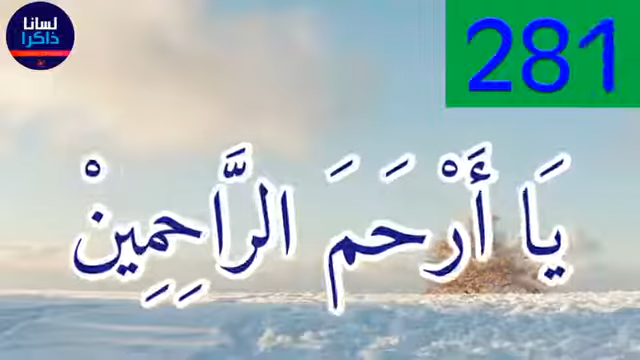 لسانا
ذاكرا
281
يَا أَرْحَمَ الرَّاحِمِينْ